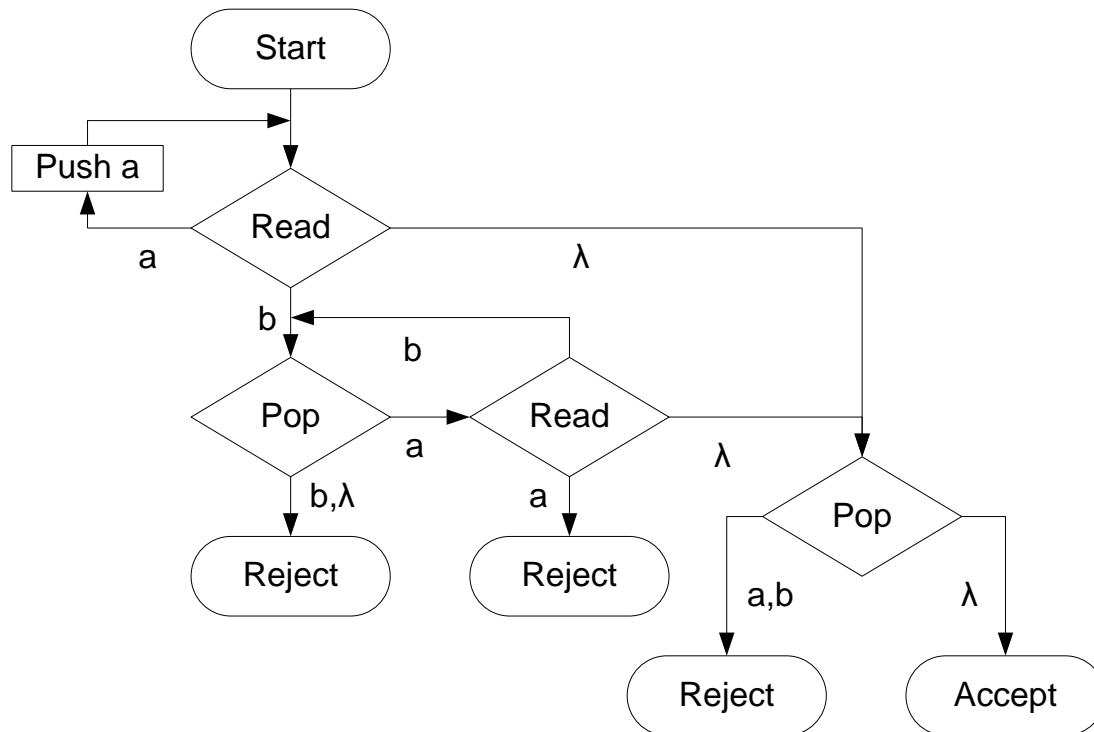 Start
Push a
Read
a
λ
b
b
Pop
Read
a
λ
b,λ
a
Pop
Reject
Reject
a,b
λ
Reject
Accept